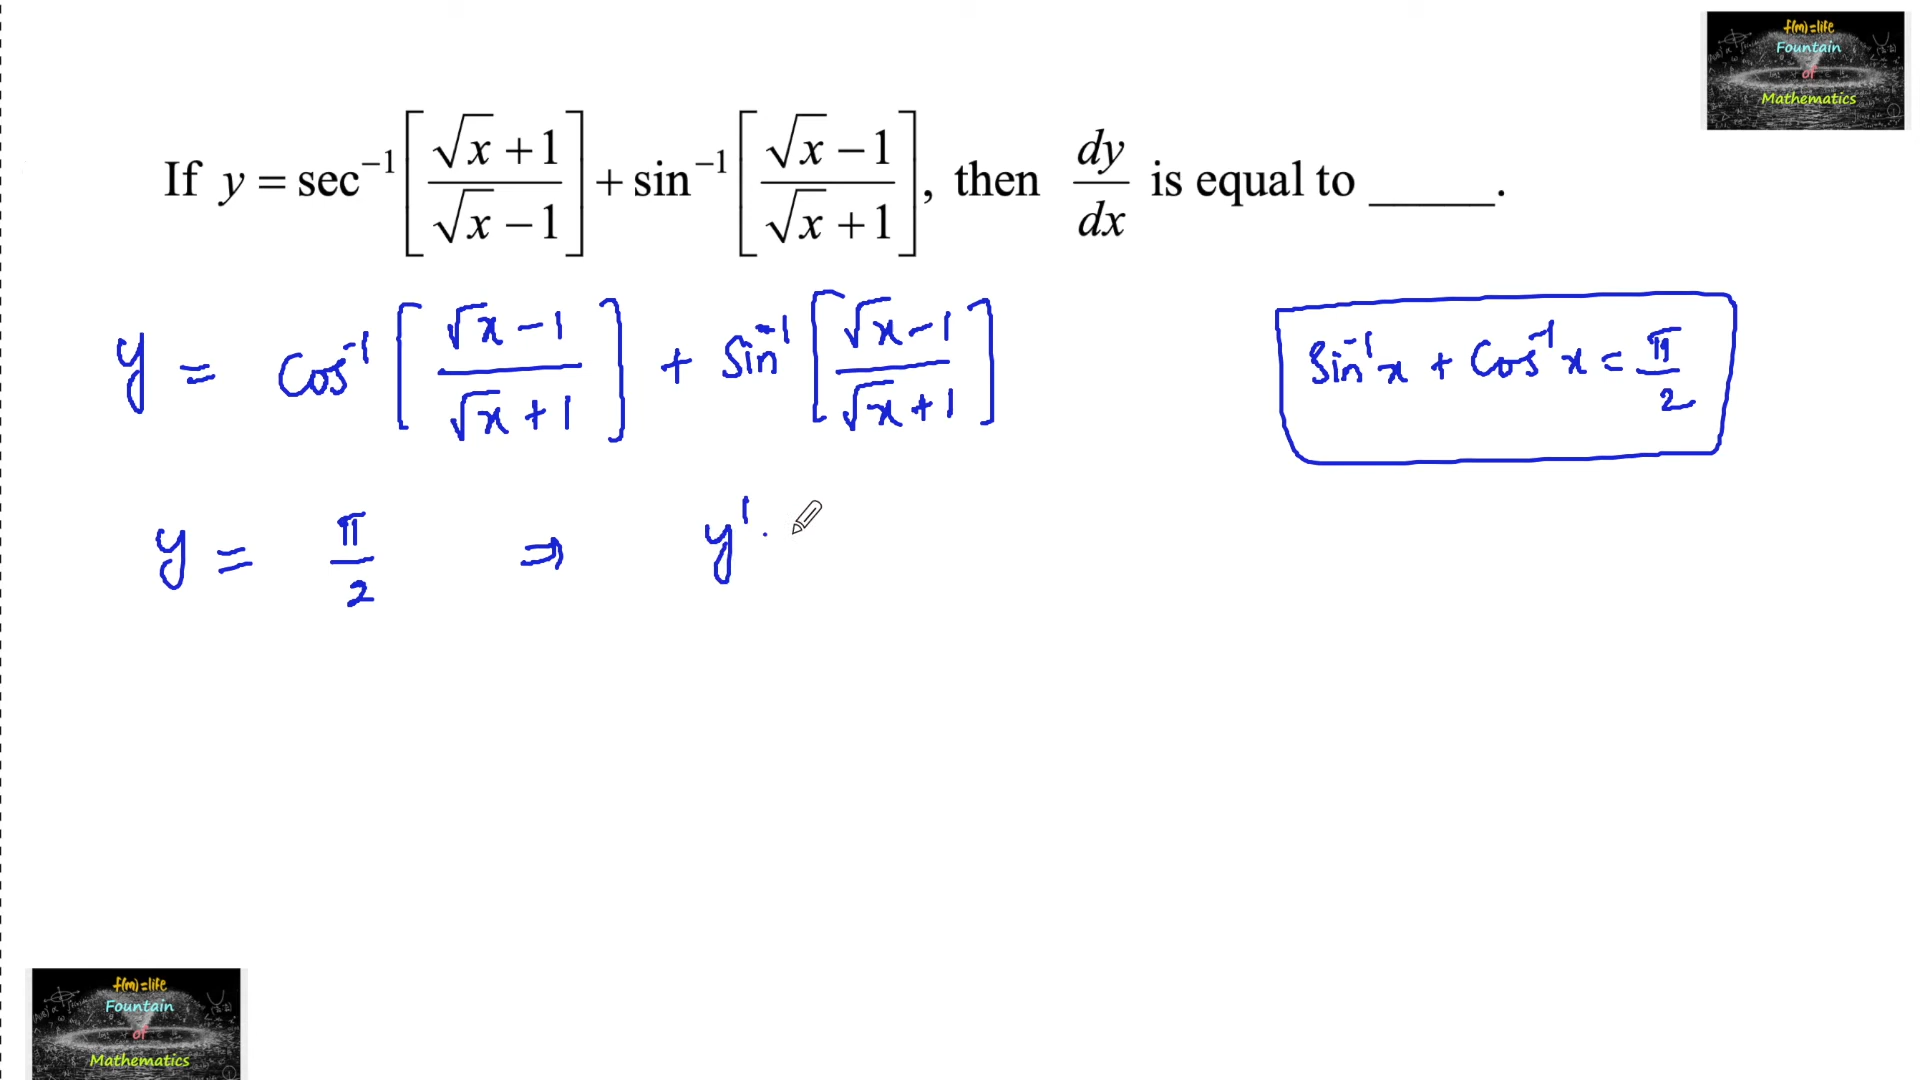 f(m)=life
Fountain
of
Mathematics
If y = sec⁻¹[(√x + 1)/(√x − 1)] + sin⁻¹[(√x − 1)/(√x + 1)], then dy/dx is equal to _____.
y = Cos⁻¹[(√x − 1)/(√x + 1)] + Sin⁻¹[(√x − 1)/(√x + 1)]
Sin⁻¹x + Cos⁻¹x = π/2
y = π/2 ⇒ y'
f(m)=life
Fountain
of
Mathematics